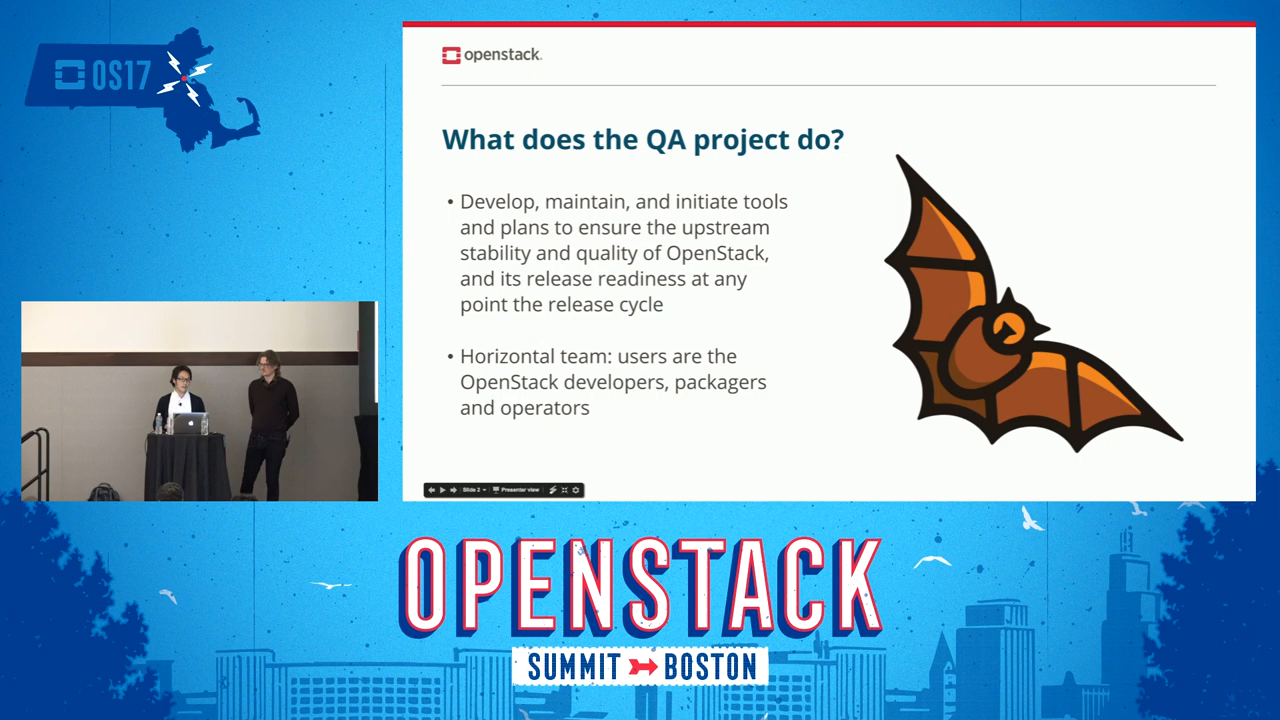 OS17
openstack.
What does the QA project do?
• Develop, maintain, and initiate tools
and plans to ensure the upstream
stability and quality of OpenStack,
and its release readiness at any
point the release cycle
• Horizontal team: users are the
OpenStack developers, packagers
and operators
Slide 2
Presenter view
OPENSTACK
SUMMIT BOSTON